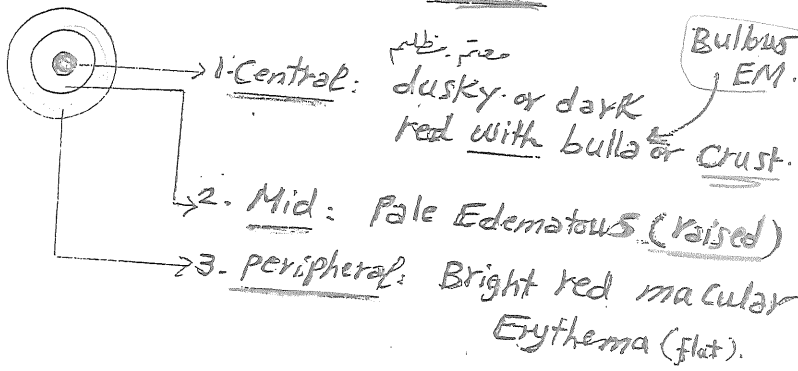 معتم. ظلم
Bulbus
EM.
1. Central: dusky. or dark
red with bulla or Crust.
2. Mid: Pale Edematous (raised)
3. peripheral: Bright red macular
Erythema (flat).